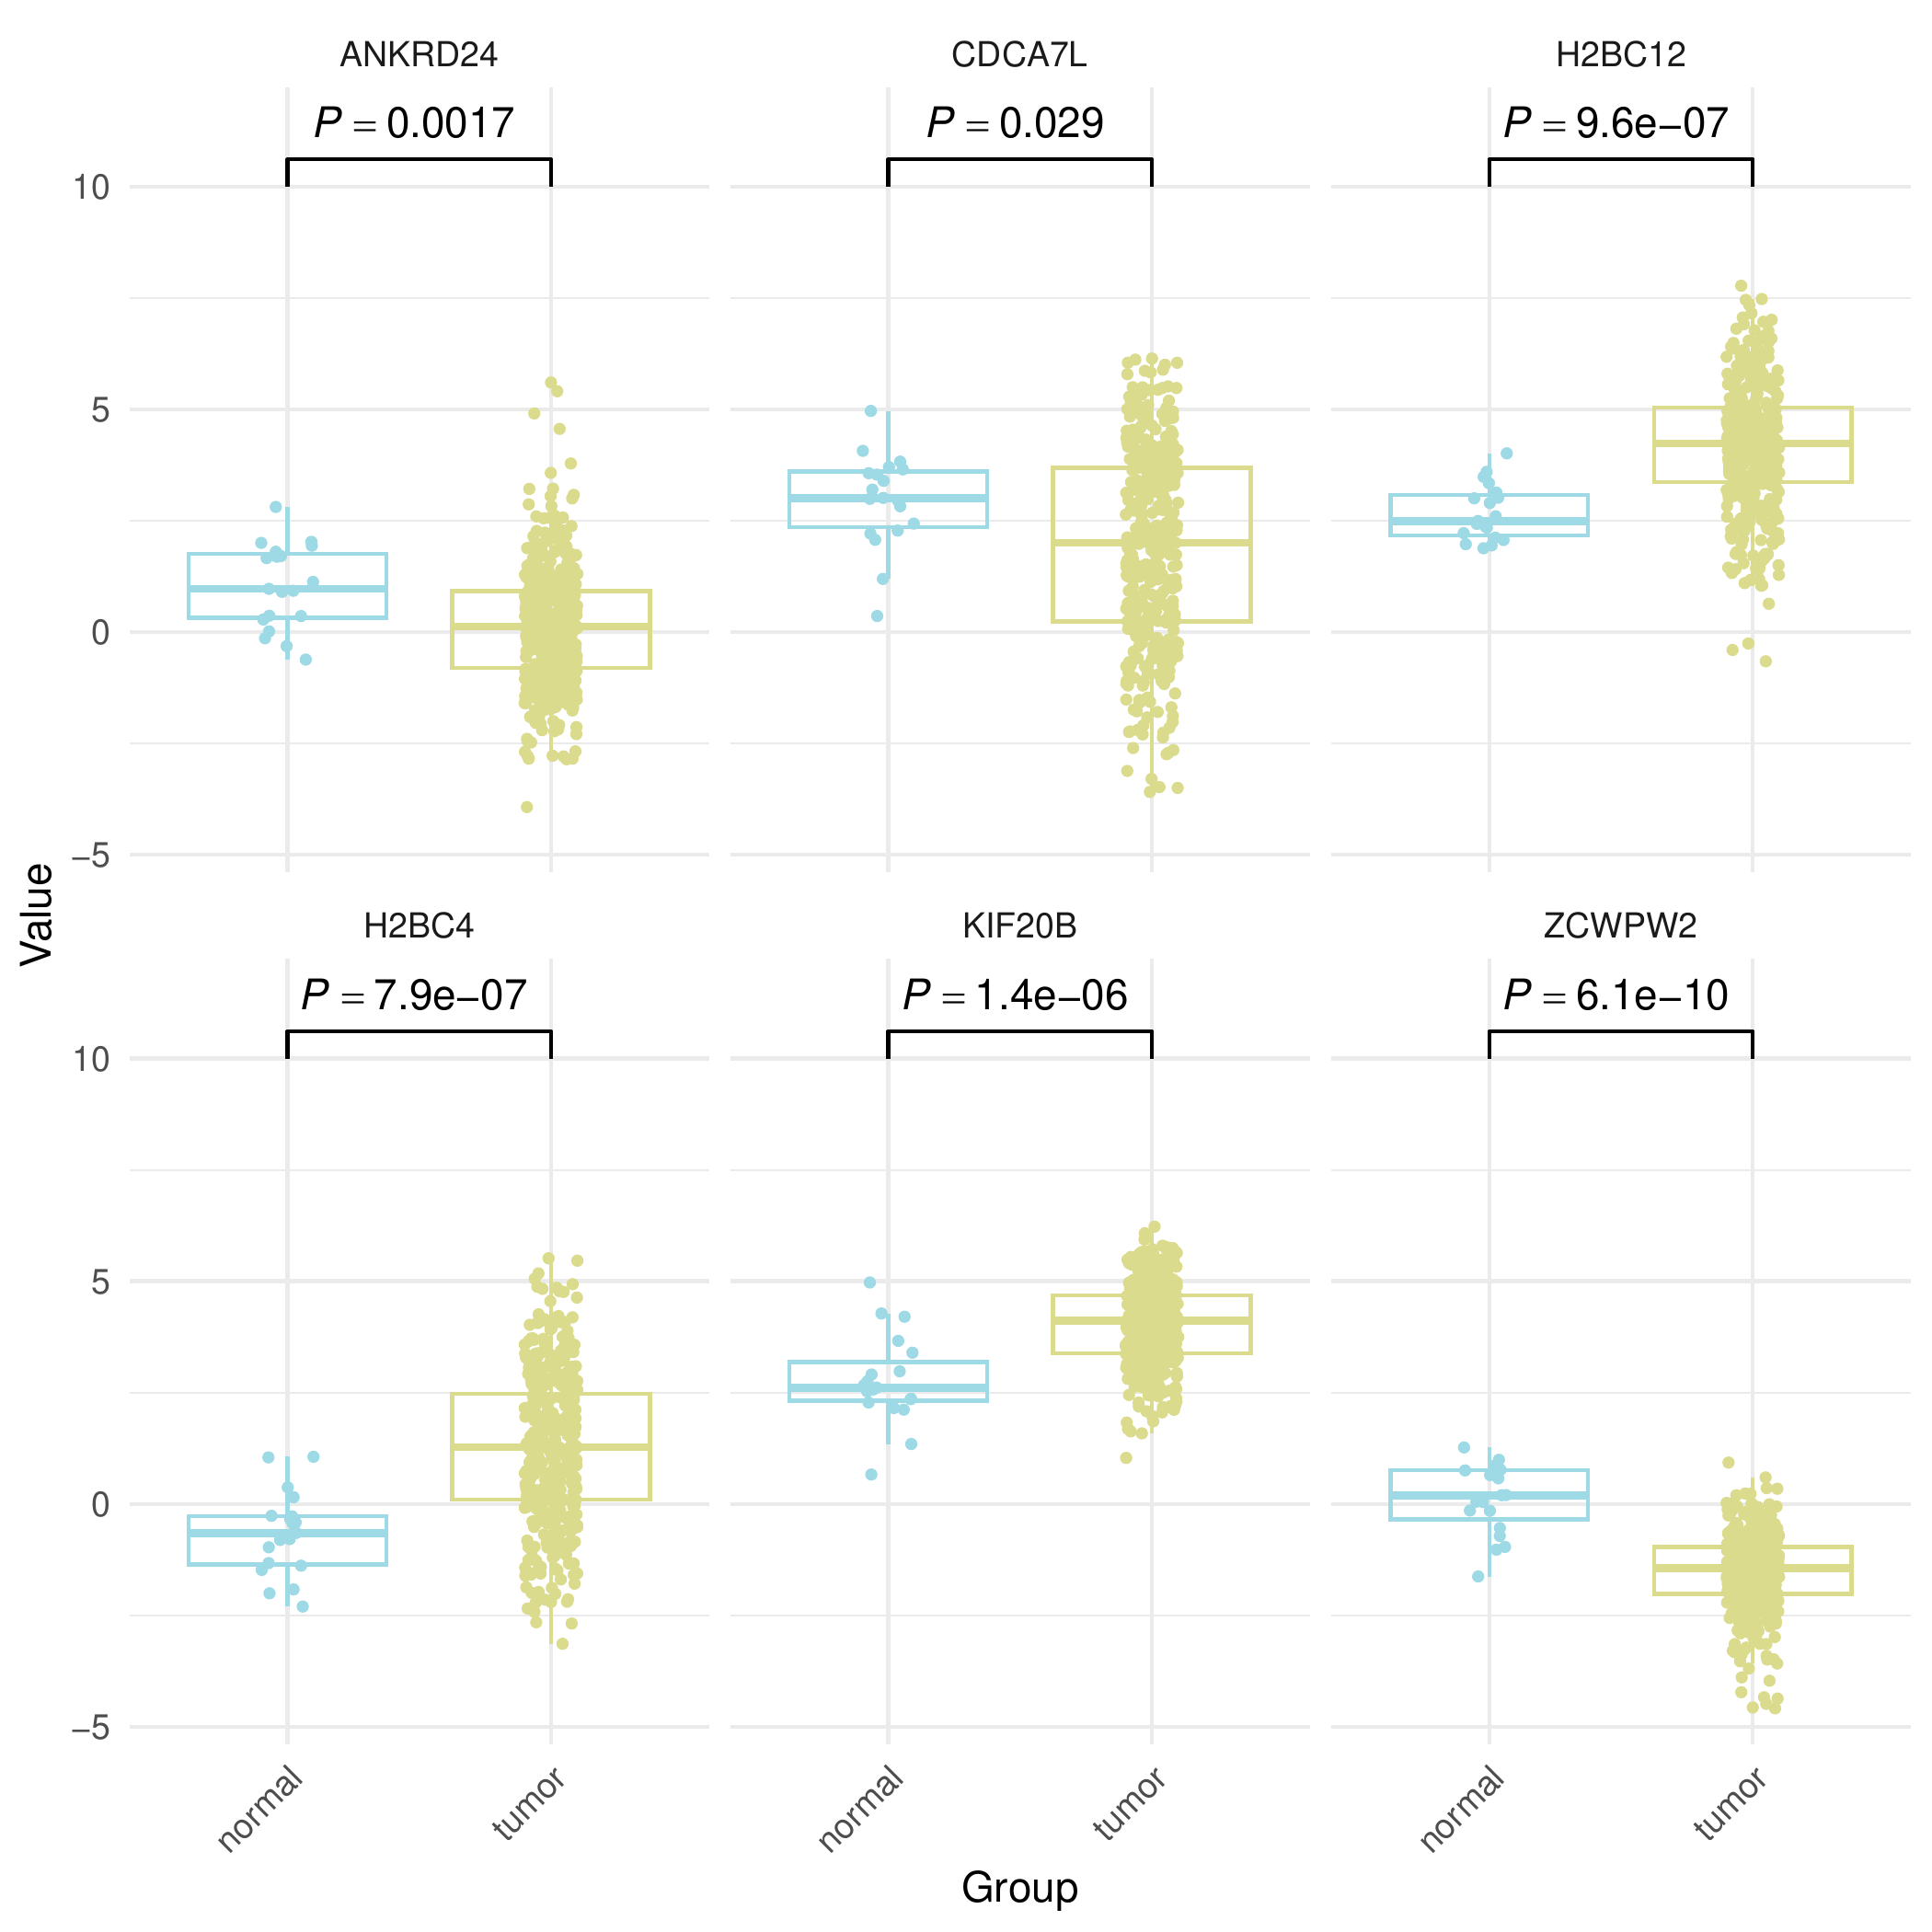 ANKRD24 CDCA7L H2BC12
P = 0.0017 P = 0.029 P = 9.6e−07
10
5
0
−5
Value
H2BC4 KIF20B ZCWPW2
P = 7.9e−07 P = 1.4e−06 P = 6.1e−10
10
5
0
−5
normal tumor normal tumor normal tumor
Group